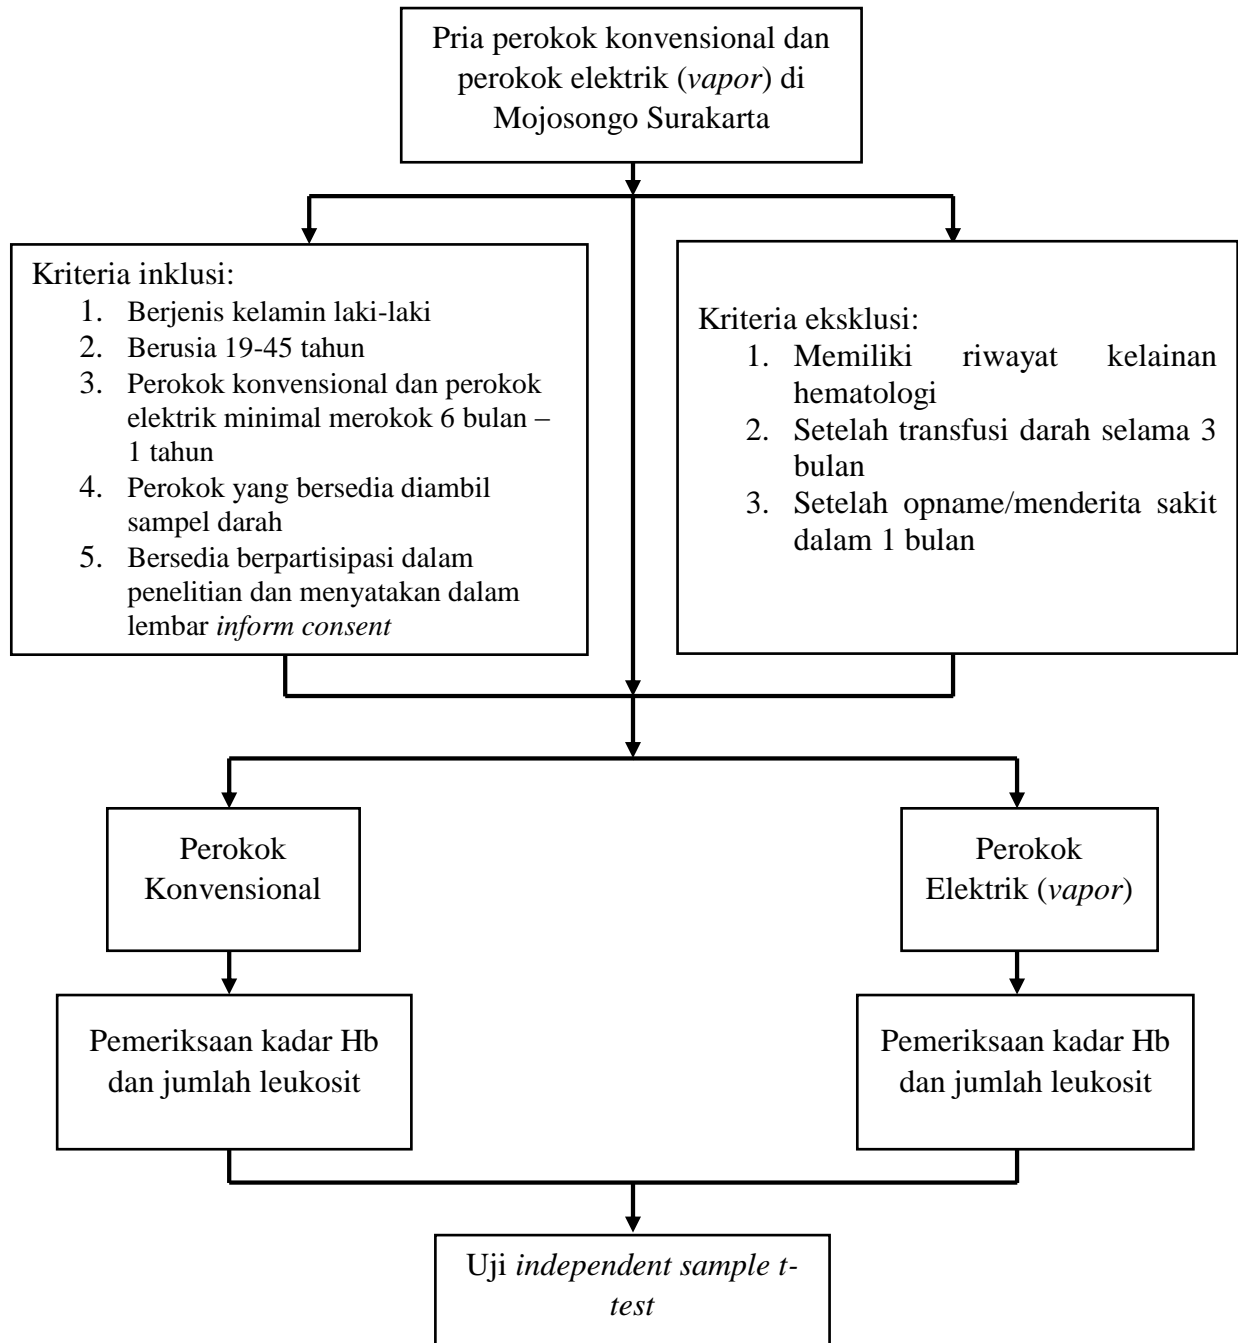 Pria perokok konvensional dan
perokok elektrik (vapor) di
Mojosongo Surakarta
Kriteria inklusi:
1. Berjenis kelamin laki-laki
2. Berusia 19-45 tahun
3. Perokok konvensional dan perokok
elektrik minimal merokok 6 bulan –
1 tahun
4. Perokok yang bersedia diambil
sampel darah
5. Bersedia berpartisipasi dalam
penelitian dan menyatakan dalam
lembar inform consent
Kriteria eksklusi:
1. Memiliki riwayat kelainan
hematologi
2. Setelah transfusi darah selama 3
bulan
3. Setelah opname/menderita sakit
dalam 1 bulan
Perokok
Konvensional
Perokok
Elektrik (vapor)
Pemeriksaan kadar Hb
dan jumlah leukosit
Pemeriksaan kadar Hb
dan jumlah leukosit
Uji independent sample t-
test